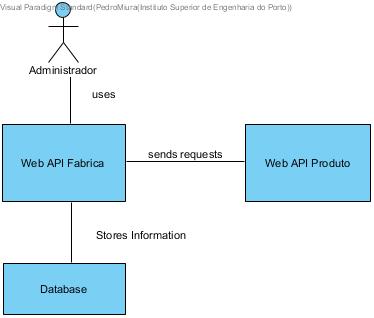 Visual Paradigm Standard(PedroMiura(Instituto Superior de Engenharia do Porto))
Administrador
uses
Web API Fabrica
sends requests
Web API Produto
Stores Information
Database